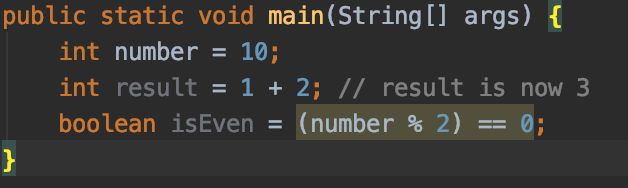 public static void main(String[] args) {
    int number = 10;
    int result = 1 + 2; // result is now 3
    boolean isEven = (number % 2) == 0;
}